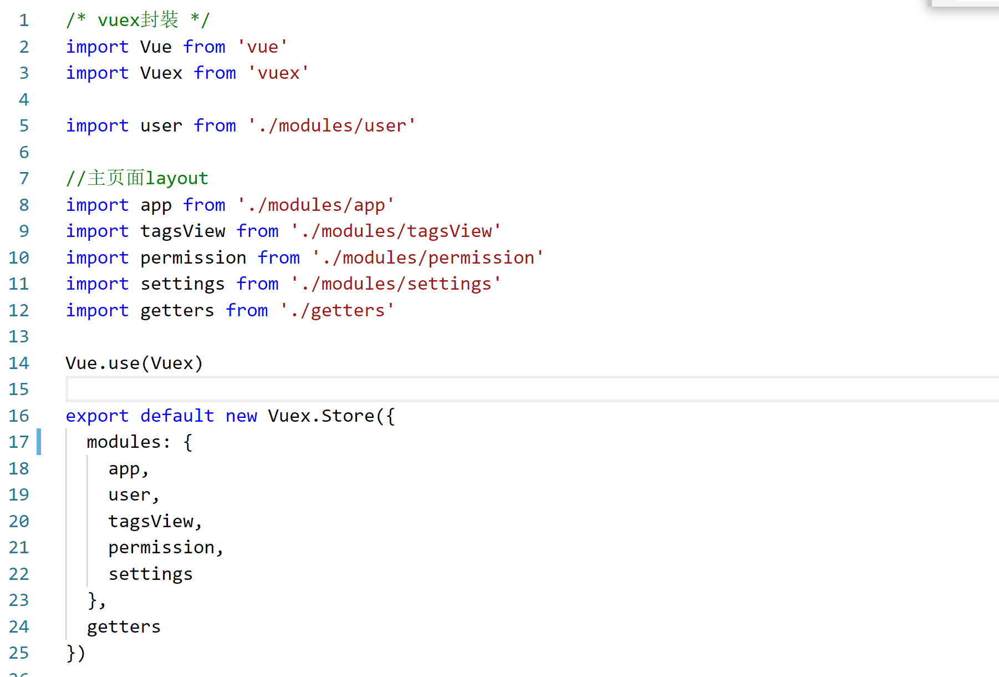 1 /* vuex封裝 */
2 import Vue from 'vue'
3 import Vuex from 'vuex'
4
5 import user from './modules/user'
6
7 //主页面layout
8 import app from './modules/app'
9 import tagsView from './modules/tagsView'
10 import permission from './modules/permission'
11 import settings from './modules/settings'
12 import getters from './getters'
13
14 Vue.use(Vuex)
15
16 export default new Vuex.Store({
17 modules: {
18 app,
19 user,
20 tagsView,
21 permission,
22 settings
23 },
24 getters
25 })